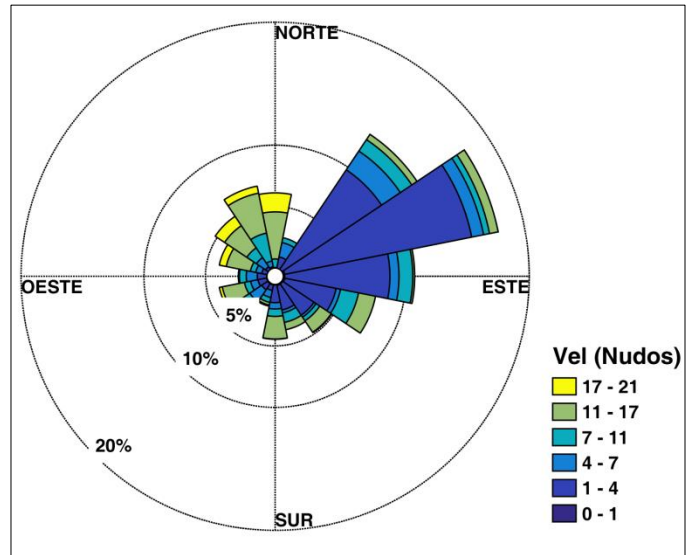 NORTE
OESTE
ESTE
5%
10%
20%
SUR
Vel (Nudos)
17 - 21
11 - 17
7 - 11
4 - 7
1 - 4
0 - 1